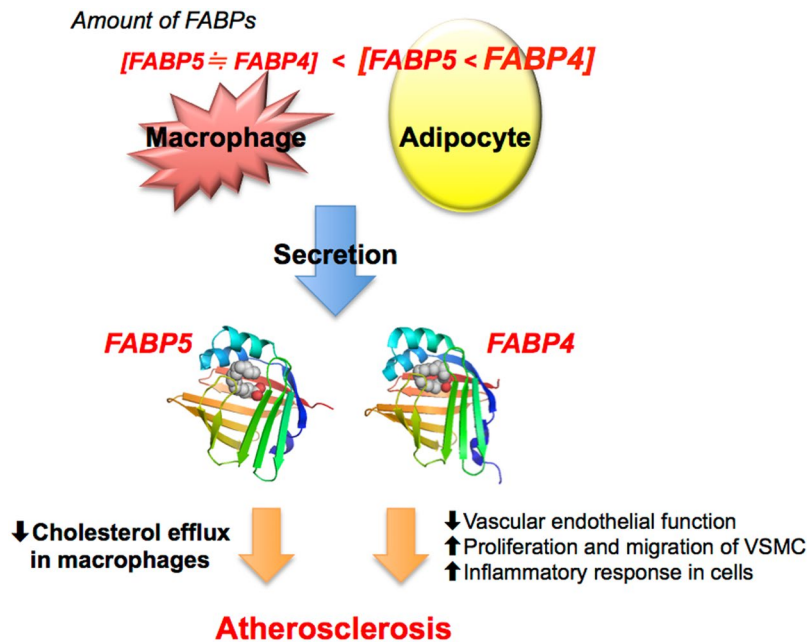 Amount of FABPs
[FABP5 ≒ FABP4] < [FABP5 < FABP4]
Macrophage
Adipocyte
Secretion
FABP5
FABP4
⬇Cholesterol efflux
in macrophages
⬇Vascular endothelial function
⬆Proliferation and migration of VSMC
⬆Inflammatory response in cells
Atherosclerosis